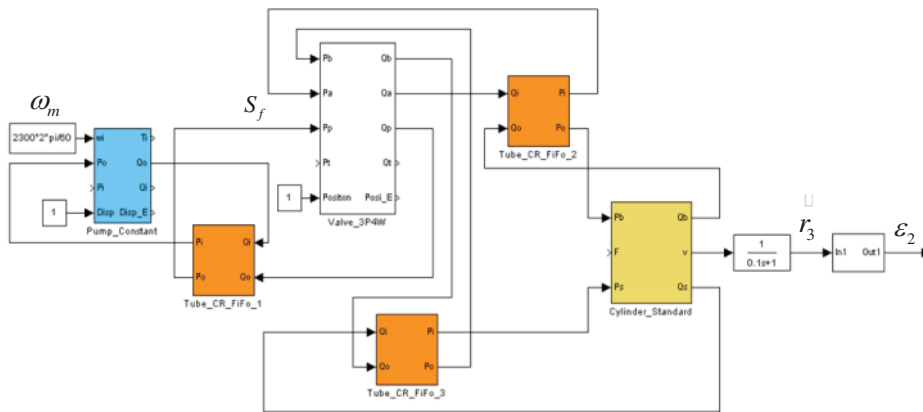 ω_m
2300*2*pi/60
wi
Ti
Po
Qo
Pi
Qi
1
Disp
Disp_E
Pump_Constant
Pi
Qi
Po
Qo
Tube_CR_FiFo_1
S_f
Pb
Qb
Pa
Qa
Pp
Qp
Pt
Qt
1
Positon
Posi_E
Valve_3P4W
Qi
Pi
Qo
Po
Tube_CR_FiFo_2
Qi
Pi
Qo
Po
Tube_CR_FiFo_3
Pb
Qb
F
v
Ps
Qs
Cylinder_Standard
1
0.1s+1
r_3
In1
Out1
ε_2